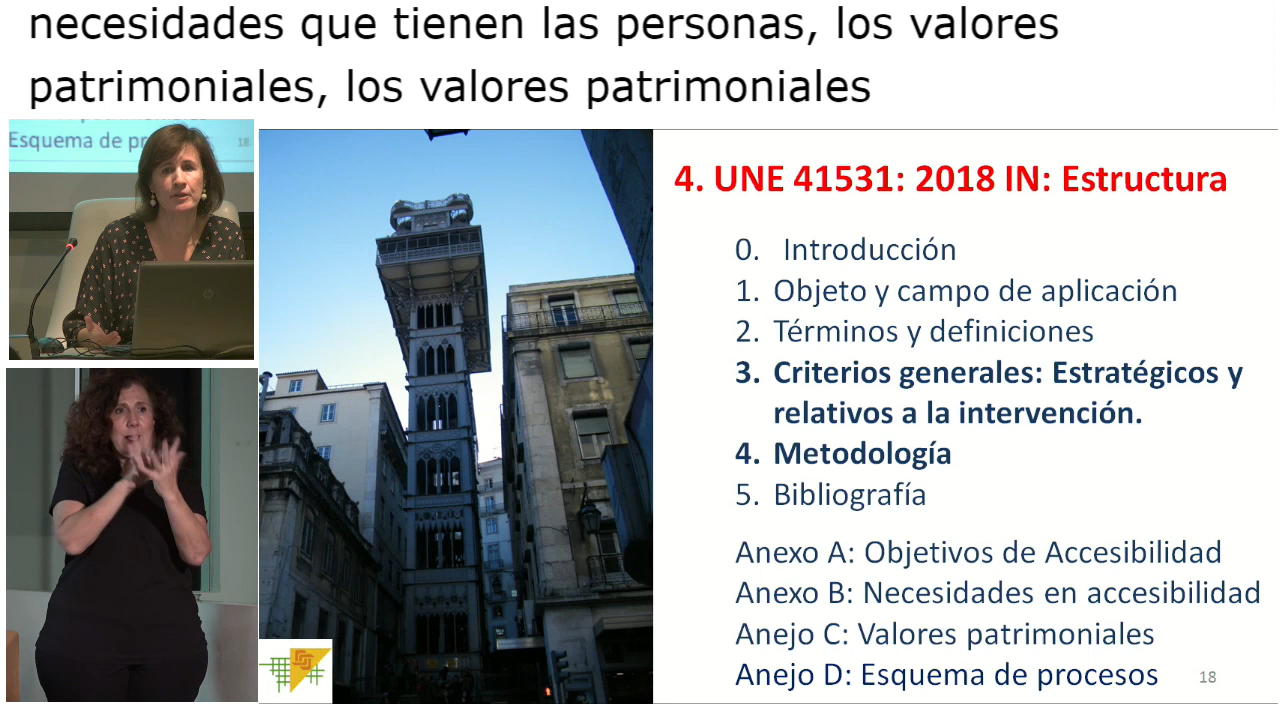 necesidades que tienen las personas, los valores
patrimoniales, los valores patrimoniales
Esquema de pr
18
4. UNE 41531: 2018 IN: Estructura
0. Introducción
1. Objeto y campo de aplicación
2. Términos y definiciones
3. Criterios generales: Estratégicos y
relativos a la intervención.
4. Metodología
5. Bibliografía
Anexo A: Objetivos de Accesibilidad
Anexo B: Necesidades en accesibilidad
Anejo C: Valores patrimoniales
Anejo D: Esquema de procesos
18